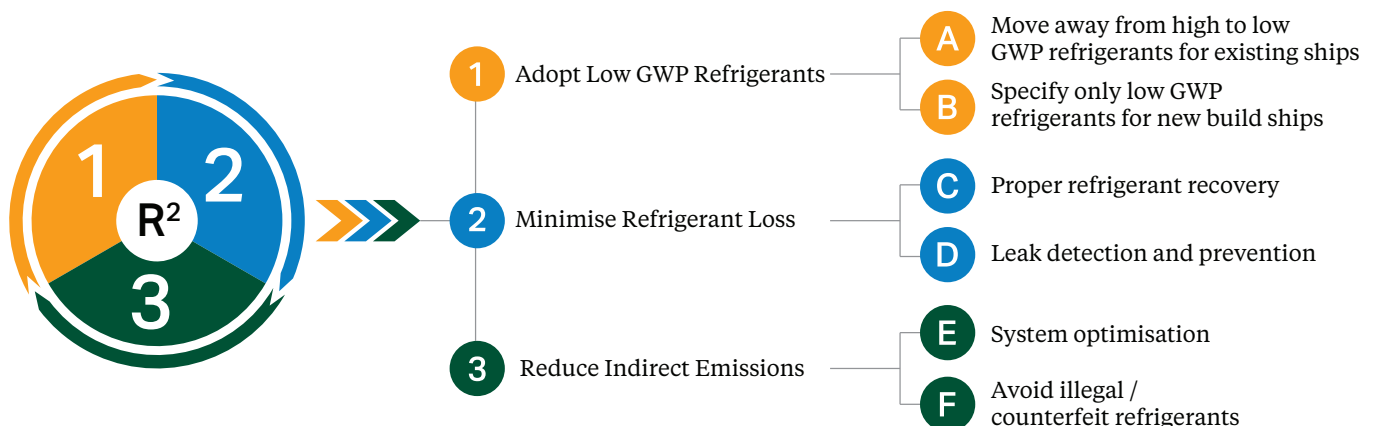 1
2
3
R²
1
Adopt Low GWP Refrigerants
A
Move away from high to low
GWP refrigerants for existing ships
B
Specify only low GWP
refrigerants for new build ships
2
Minimise Refrigerant Loss
C
Proper refrigerant recovery
D
Leak detection and prevention
3
Reduce Indirect Emissions
E
System optimisation
F
Avoid illegal /
counterfeit refrigerants